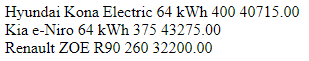 Hyundai Kona Electric 64 kWh 400 40715.00
Kia e-Niro 64 kWh 375 43275.00
Renault ZOE R90 260 32200.00